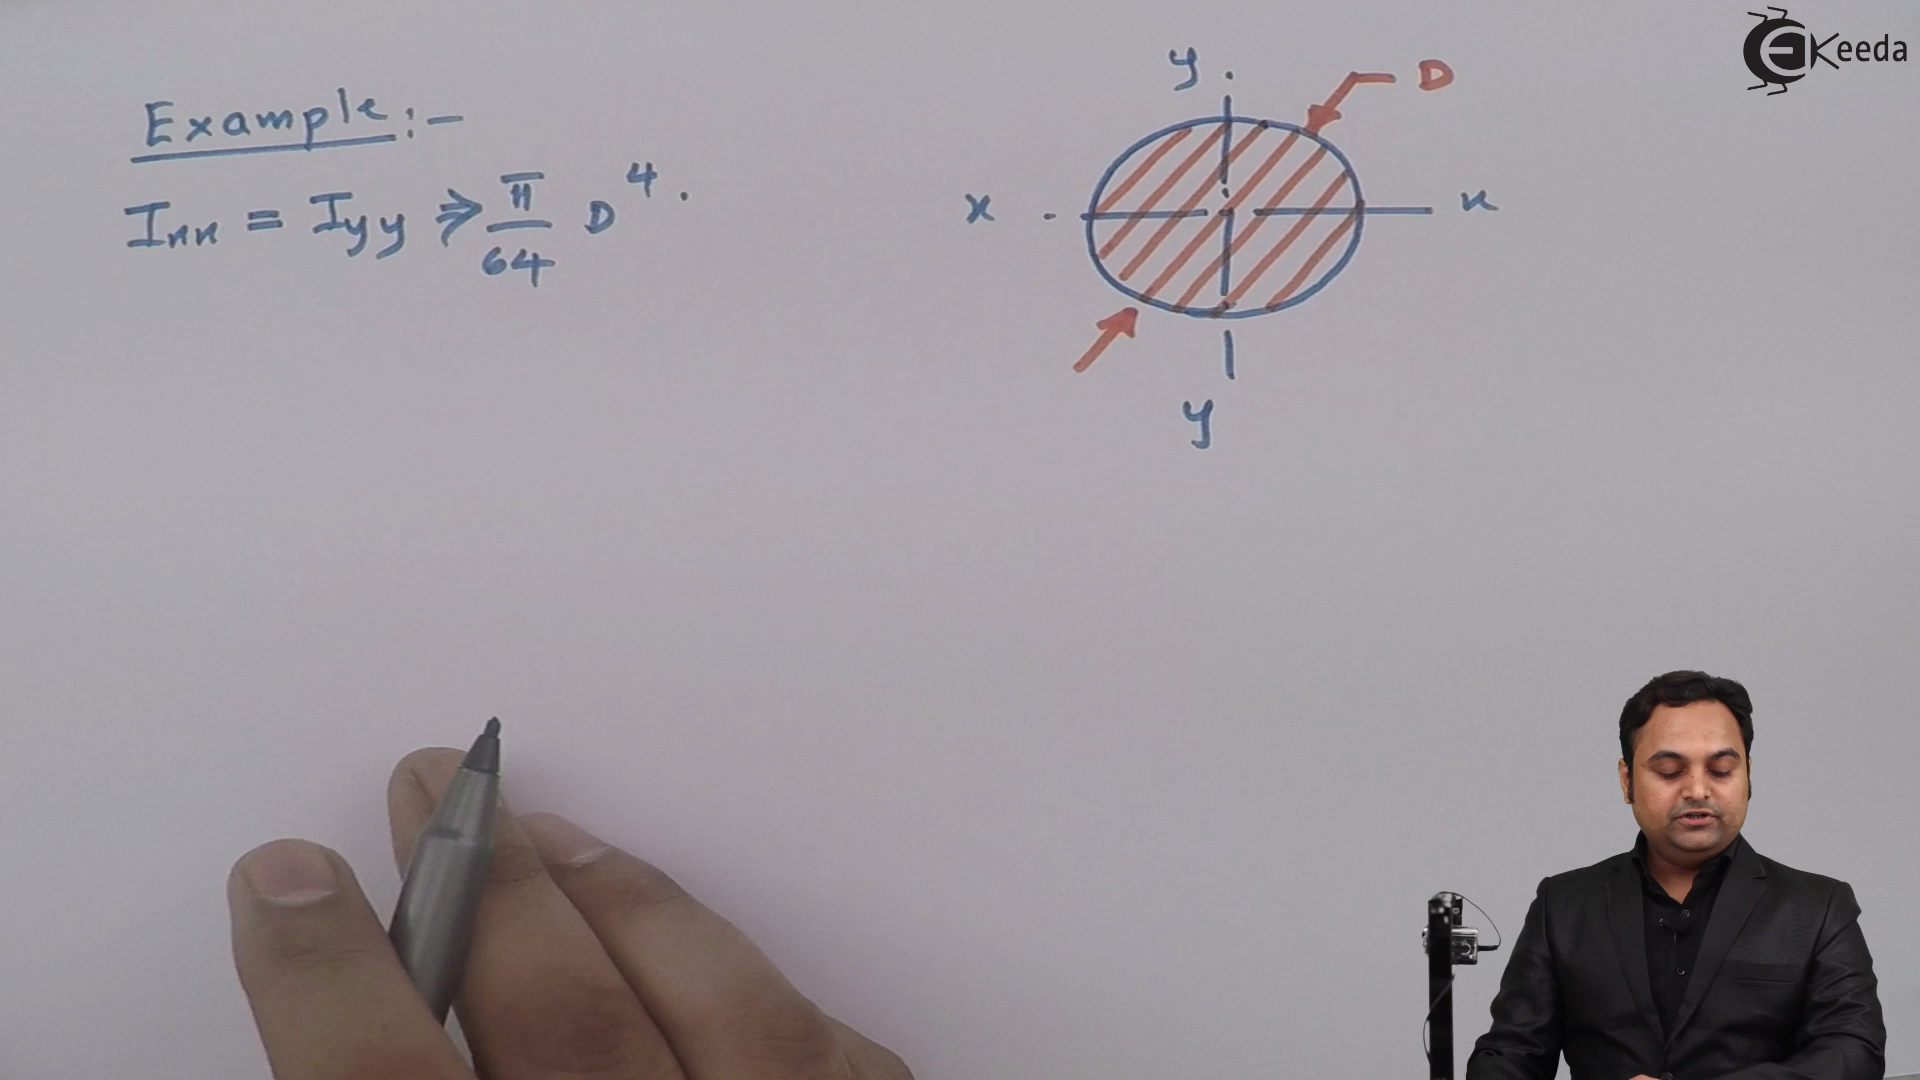 Example:-
Ixx = Iyy ⇒ π/64 D⁴.
y
D
x
x
y
EKeeda